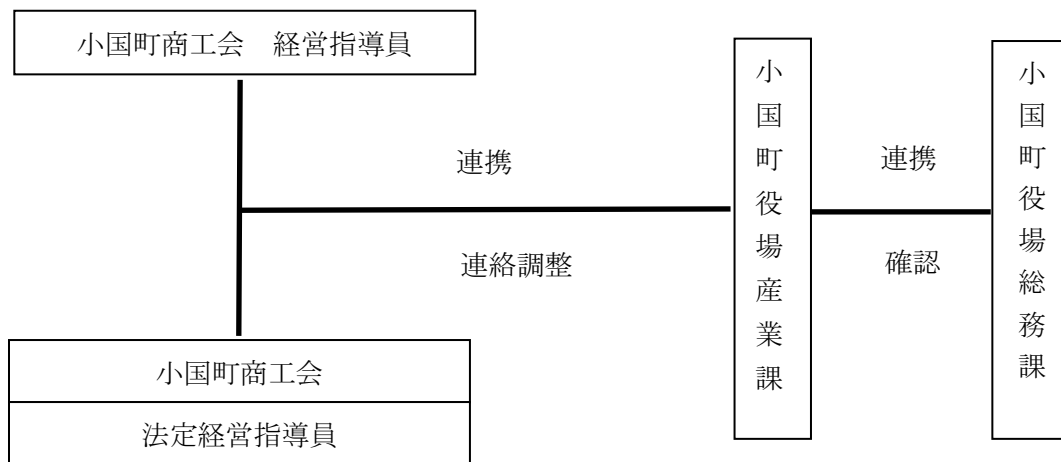 小国町商工会　経営指導員
連携
連絡調整
小国町商工会
法定経営指導員
小国町役場産業課
連携
確認
小国町役場総務課